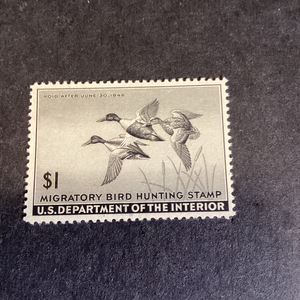 VOID AFTER JUNE 30, 1946
$1
MIGRATORY BIRD HUNTING STAMP
U.S. DEPARTMENT OF THE INTERIOR